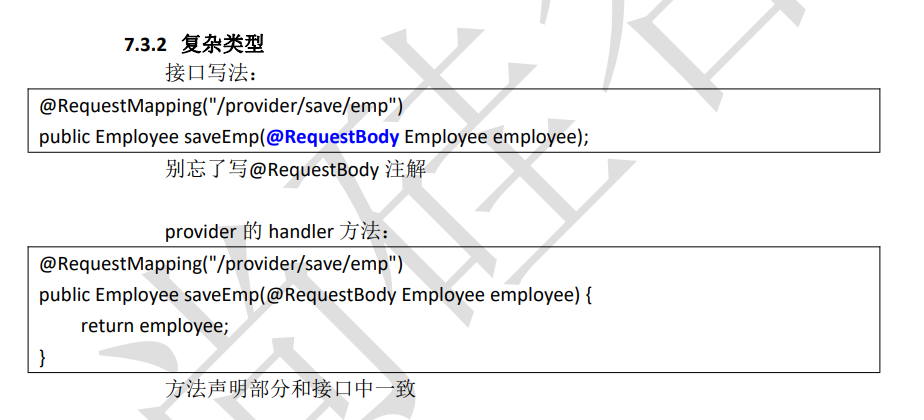 7.3.2 复杂类型
接口写法：
@RequestMapping("/provider/save/emp")
public Employee saveEmp(@RequestBody Employee employee);
别忘了写@RequestBody 注解
provider 的 handler 方法：
@RequestMapping("/provider/save/emp")
public Employee saveEmp(@RequestBody Employee employee) {
return employee;
}
方法声明部分和接口中一致
尚硅谷